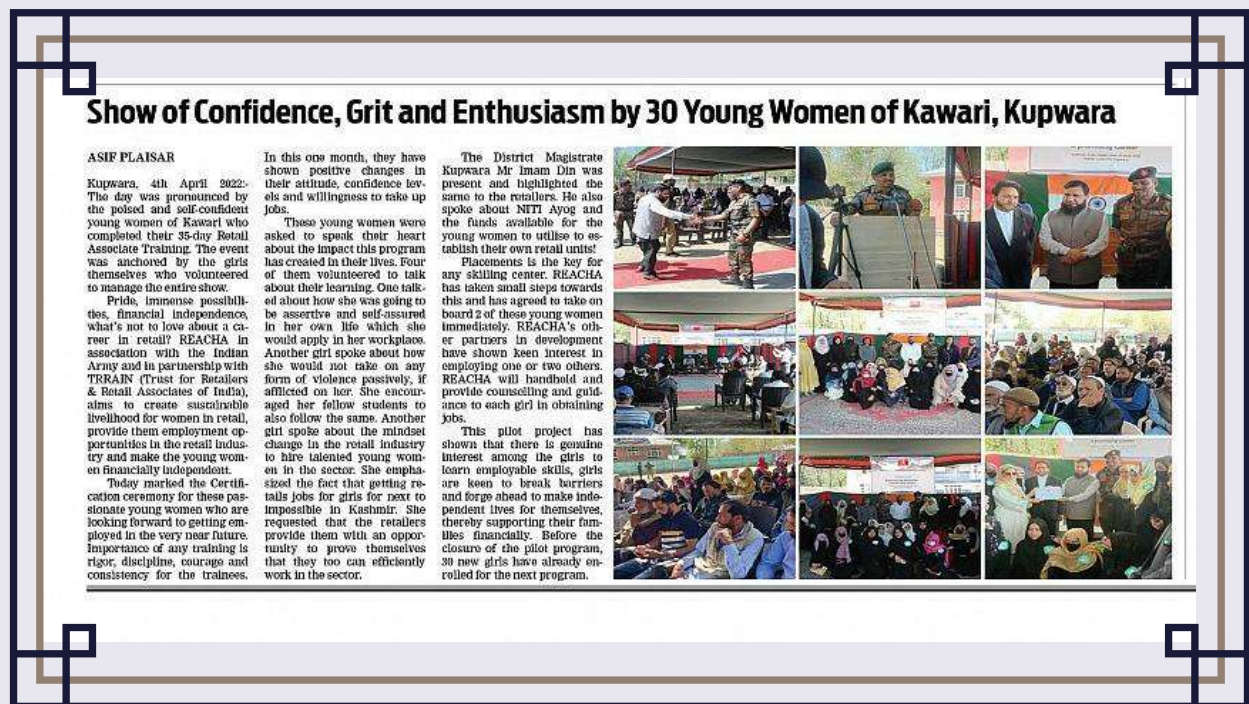 Show of Confidence, Grit and Enthusiasm by 30 Young Women of Kawari, Kupwara
ASIF PLAISAR
Kupwara, 4th April 2022:-
The day was pronounced by
the poised and self-confident
young women of Kawari who
completed their 35-day Retail
Associate Training. The event
was anchored by the girls
themselves who volunteered
to manage the entire show.
Pride, immense possibili-
ties, financial independence,
what's not to love about a ca-
reer in retail? REACHA in
association with the Indian
Army and in partnership with
TRRAIN (Trust for Retailers
& Retail Associates of India),
aims to create sustainable
livelihood for women in retail,
provide them employment op-
portunities in the retail indus-
try and make the young wom-
en financially independent.
Today marked the Certifi-
cation ceremony for these pas-
sionate young women who are
looking forward to getting em-
ployed in the very near future.
Importance of any training is
rigor, discipline, courage and
consistency for the trainees.
In this one month, they have
shown positive changes in
their attitude, confidence lev-
els and willingness to take up
jobs.
These young women were
asked to speak their heart
about the impact this program
has created in their lives. Four
of them volunteered to talk
about their learning. One talk-
ed about how she was going to
be assertive and self-assured
in her own life which she
would apply in her workplace.
Another girl spoke about how
she would not take on any
form of violence passively, if
afflicted on her. She encour-
aged her fellow students to
also follow the same. Another
girl spoke about the mindset
change in the retail industry
to hire talented young wom-
en in the sector. She empha-
sized the fact that getting re-
tails jobs for girls for next to
impossible in Kashmir. She
requested that the retailers
provide them with an oppor-
tunity to prove themselves
that they too can efficiently
work in the sector.
The District Magistrate
Kupwara Mr Imam Din was
present and highlighted the
same to the retailers. He also
spoke about NITI Ayog and
the funds available for the
young women to utilise to es-
tablish their own retail units!
Placements is the key for
any skilling center. REACHA
has taken small steps towards
this and has agreed to take on
board 2 of these young women
immediately. REACHA's oth-
er partners in development
have shown keen interest in
employing one or two others.
REACHA will handhold and
provide counselling and guid-
ance to each girl in obtaining
jobs.
This pilot project has
shown that there is genuine
interest among the girls to
learn employable skills, girls
are keen to break barriers
and forge ahead to make inde-
pendent lives for themselves,
thereby supporting their fam-
ilies financially. Before the
closure of the pilot program,
30 new girls have already en-
rolled for the next program.